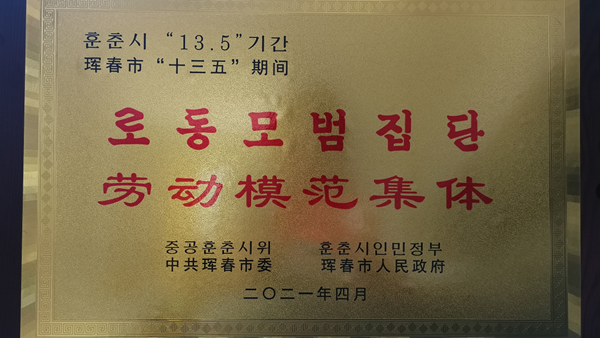 훈춘시 “13.5”기간
珲春市“十三五”期间
로동모범집단
劳动模范集体
중공훈춘시위 훈춘시인민정부
中共珲春市委 珲春市人民政府
二〇二一年四月